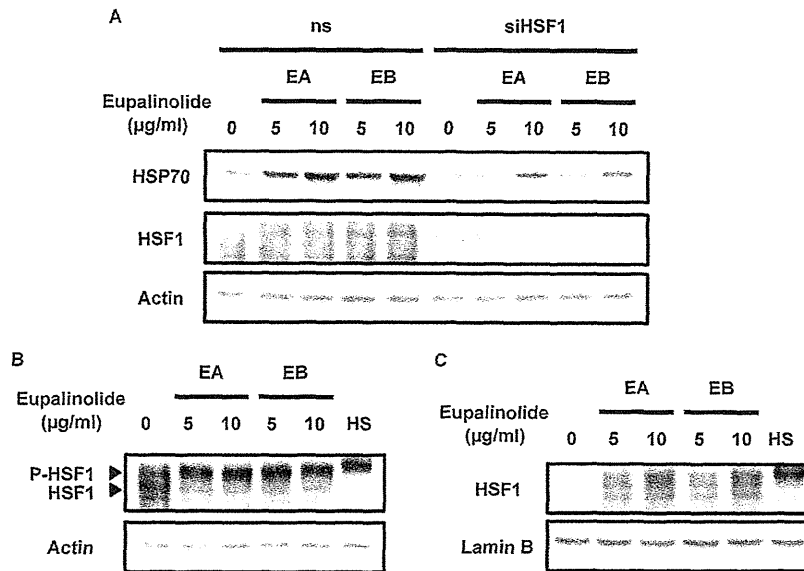 A
ns siHSF1
EA EB EA EB
Eupalinolide
(µg/ml) 0 5 10 5 10 0 5 10 5 10
HSP70
HSF1
Actin
B
EA EB
Eupalinolide
(µg/ml) 0 5 10 5 10 HS
P-HSF1
HSF1
Actin
C
EA EB
Eupalinolide
(µg/ml) 0 5 10 5 10 HS
HSF1
Lamin B